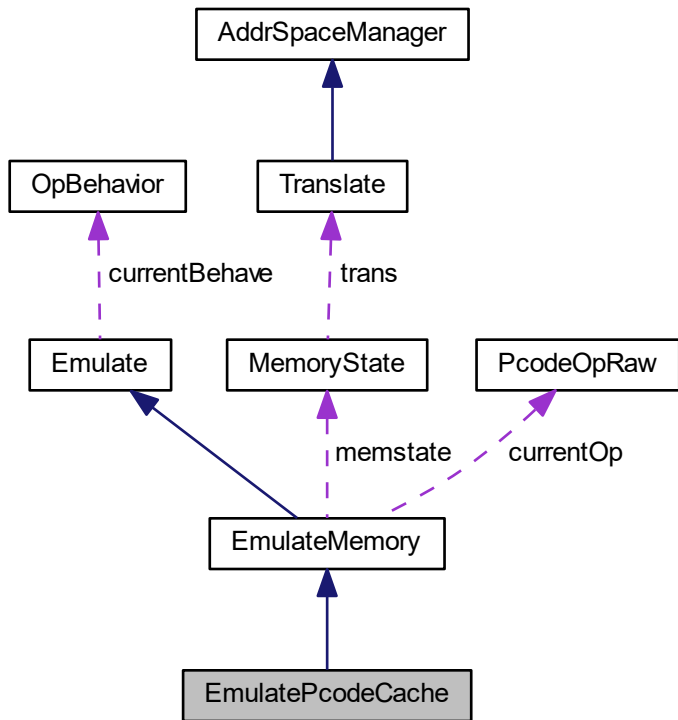 AddrSpaceManager
OpBehavior
Translate
currentBehave
trans
Emulate
MemoryState
PcodeOpRaw
memstate
currentOp
EmulateMemory
EmulatePcodeCache